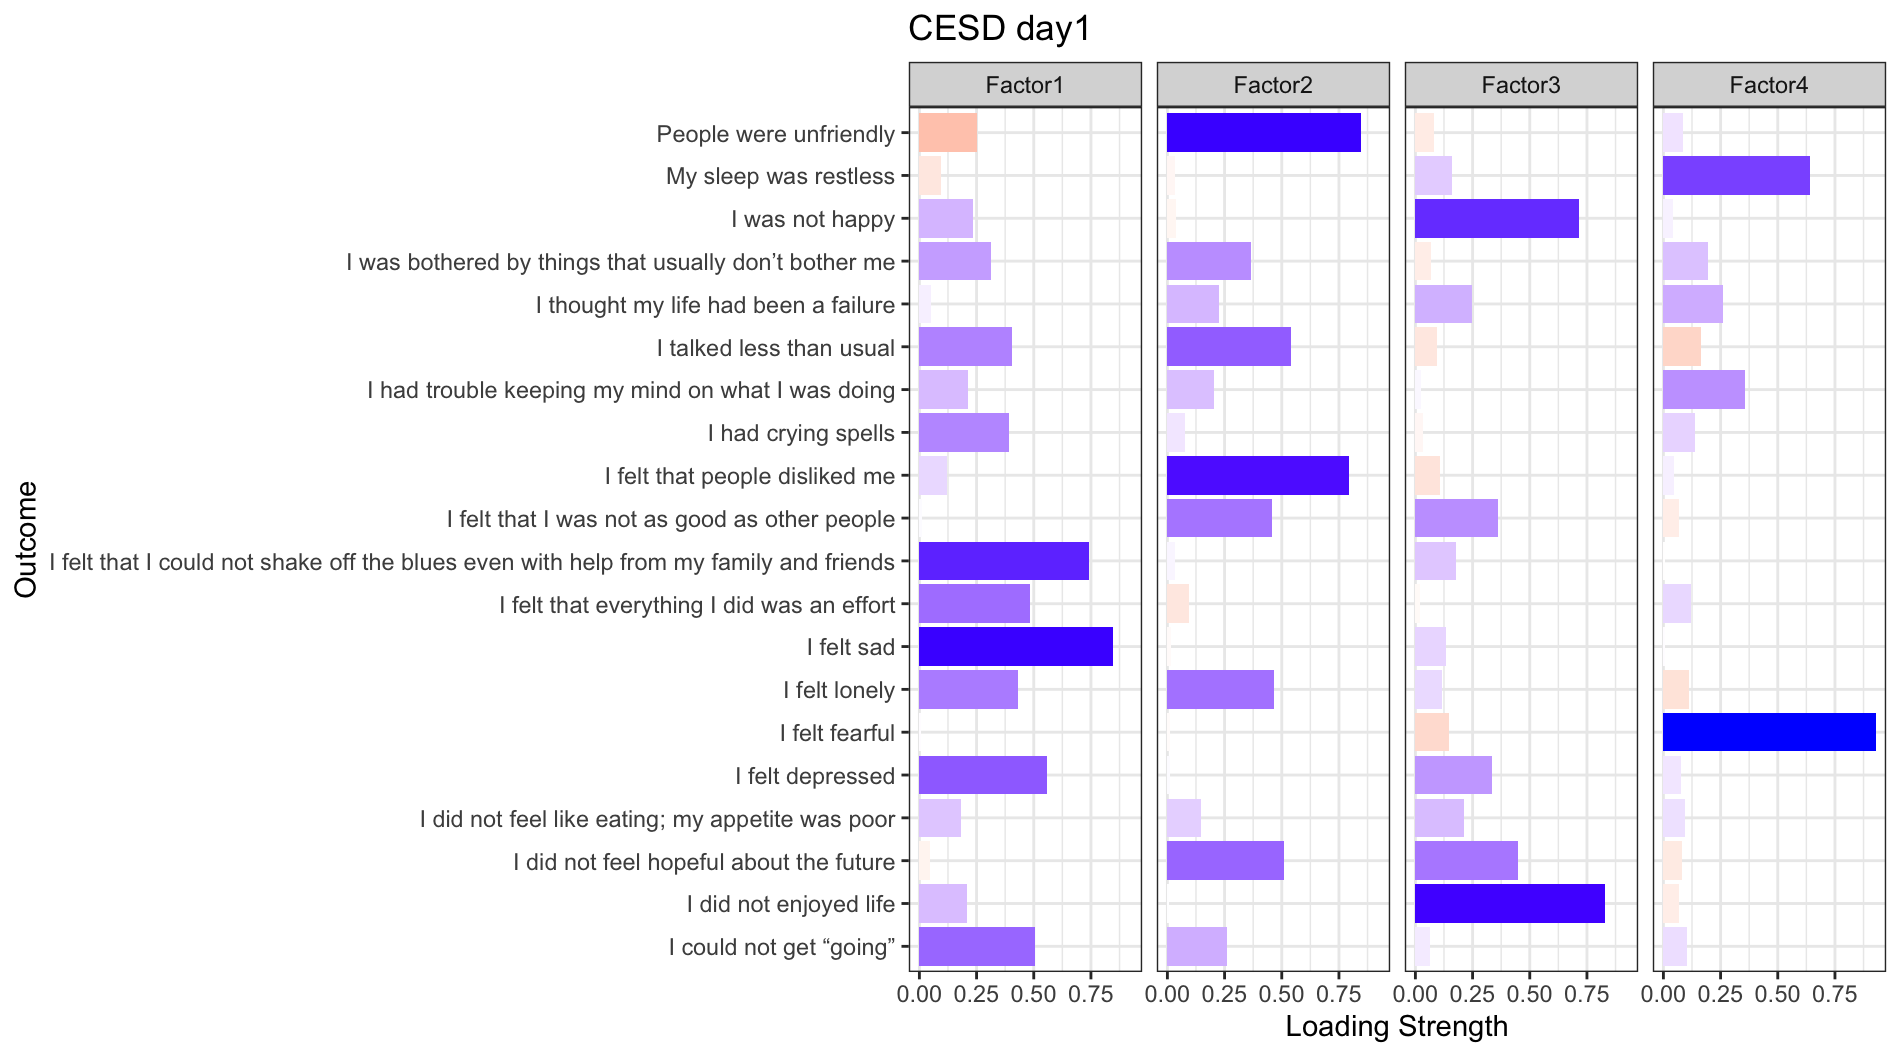 CESD day1
Factor1 Factor2 Factor3 Factor4
Outcome
People were unfriendly
My sleep was restless
I was not happy
I was bothered by things that usually don’t bother me
I thought my life had been a failure
I talked less than usual
I had trouble keeping my mind on what I was doing
I had crying spells
I felt that people disliked me
I felt that I was not as good as other people
I felt that I could not shake off the blues even with help from my family and friends
I felt that everything I did was an effort
I felt sad
I felt lonely
I felt fearful
I felt depressed
I did not feel like eating; my appetite was poor
I did not feel hopeful about the future
I did not enjoyed life
I could not get “going”
0.00 0.25 0.50 0.75 0.00 0.25 0.50 0.75 0.00 0.25 0.50 0.75 0.00 0.25 0.50 0.75
Loading Strength